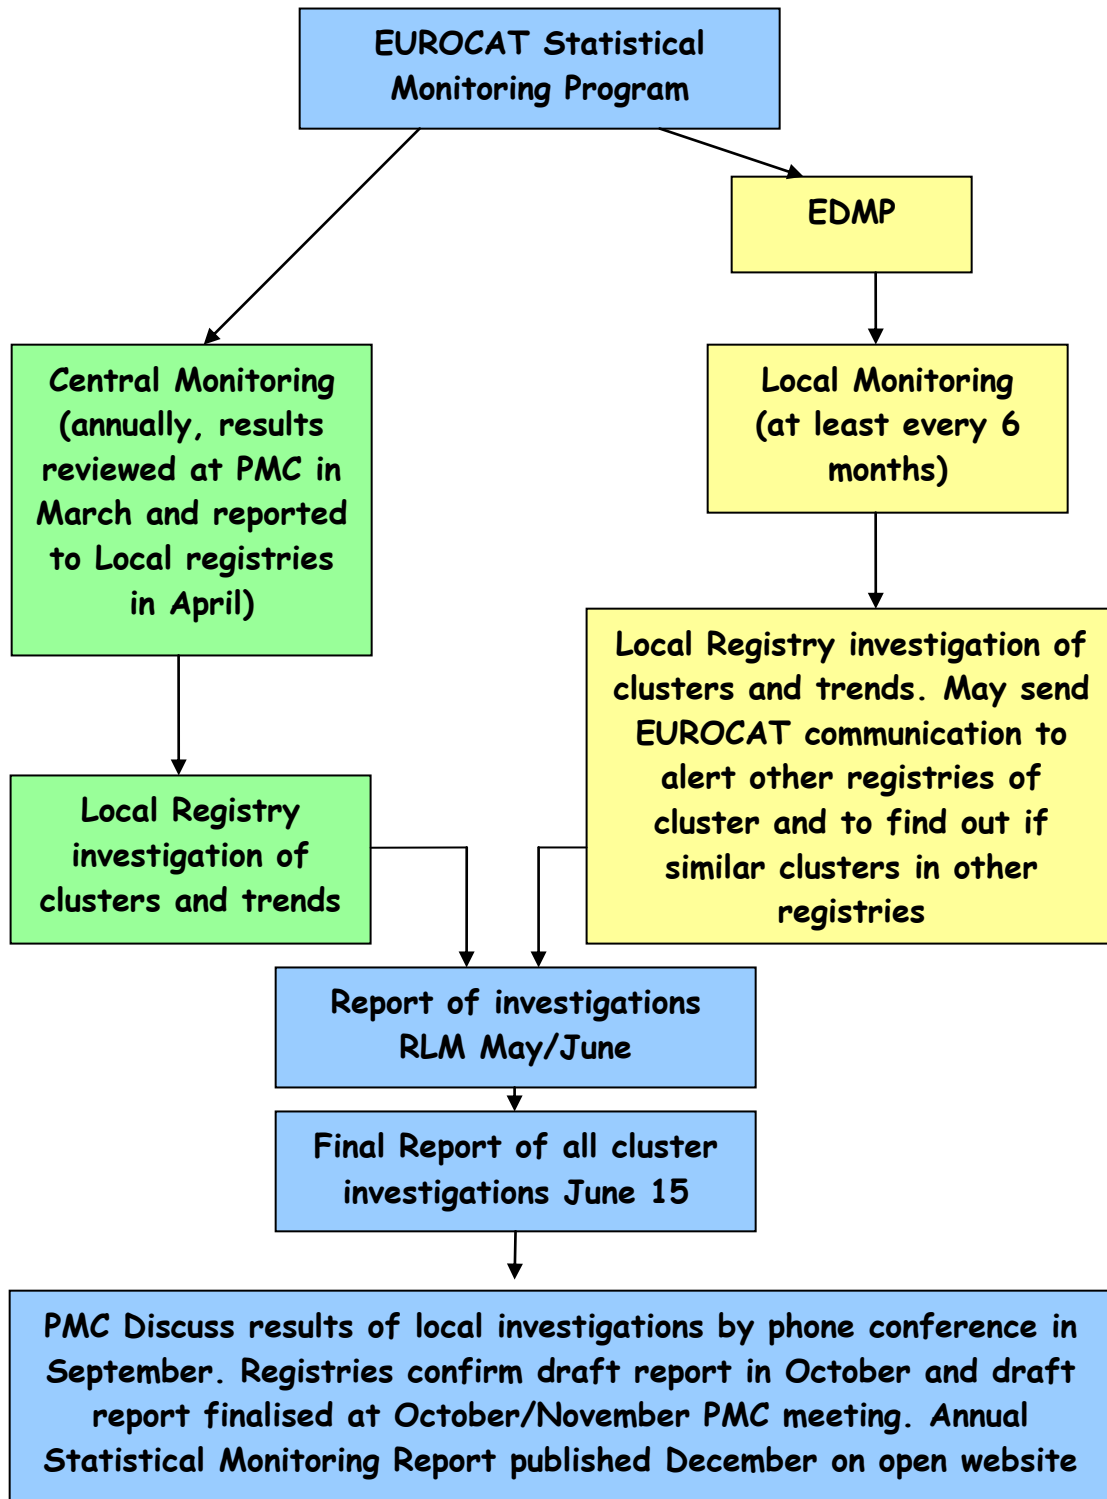 EUROCAT Statistical
Monitoring Program
EDMP
Central Monitoring
(annually, results
reviewed at PMC in
March and reported
to Local registries
in April)
Local Monitoring
(at least every 6
months)
Local Registry
investigation of
clusters and trends
Local Registry investigation of
clusters and trends. May send
EUROCAT communication to
alert other registries of
cluster and to find out if
similar clusters in other
registries
Report of investigations
RLM May/June
Final Report of all cluster
investigations June 15
PMC Discuss results of local investigations by phone conference in
September. Registries confirm draft report in October and draft
report finalised at October/November PMC meeting. Annual
Statistical Monitoring Report published December on open website